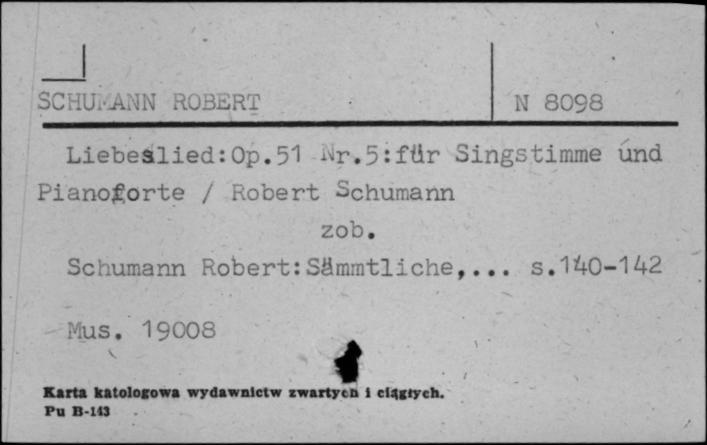 SCHUMANN ROBERT N 8098
Liebeslied:Op.51 Nr.5:für Singstimme und
Pianoforte / Robert Schumann
zob.
Schumann Robert:Sämmtliche,... s.140-142
Mus. 19008
Karta katologowa wydawnictw zwartych i ciągłych.
Pu B-143